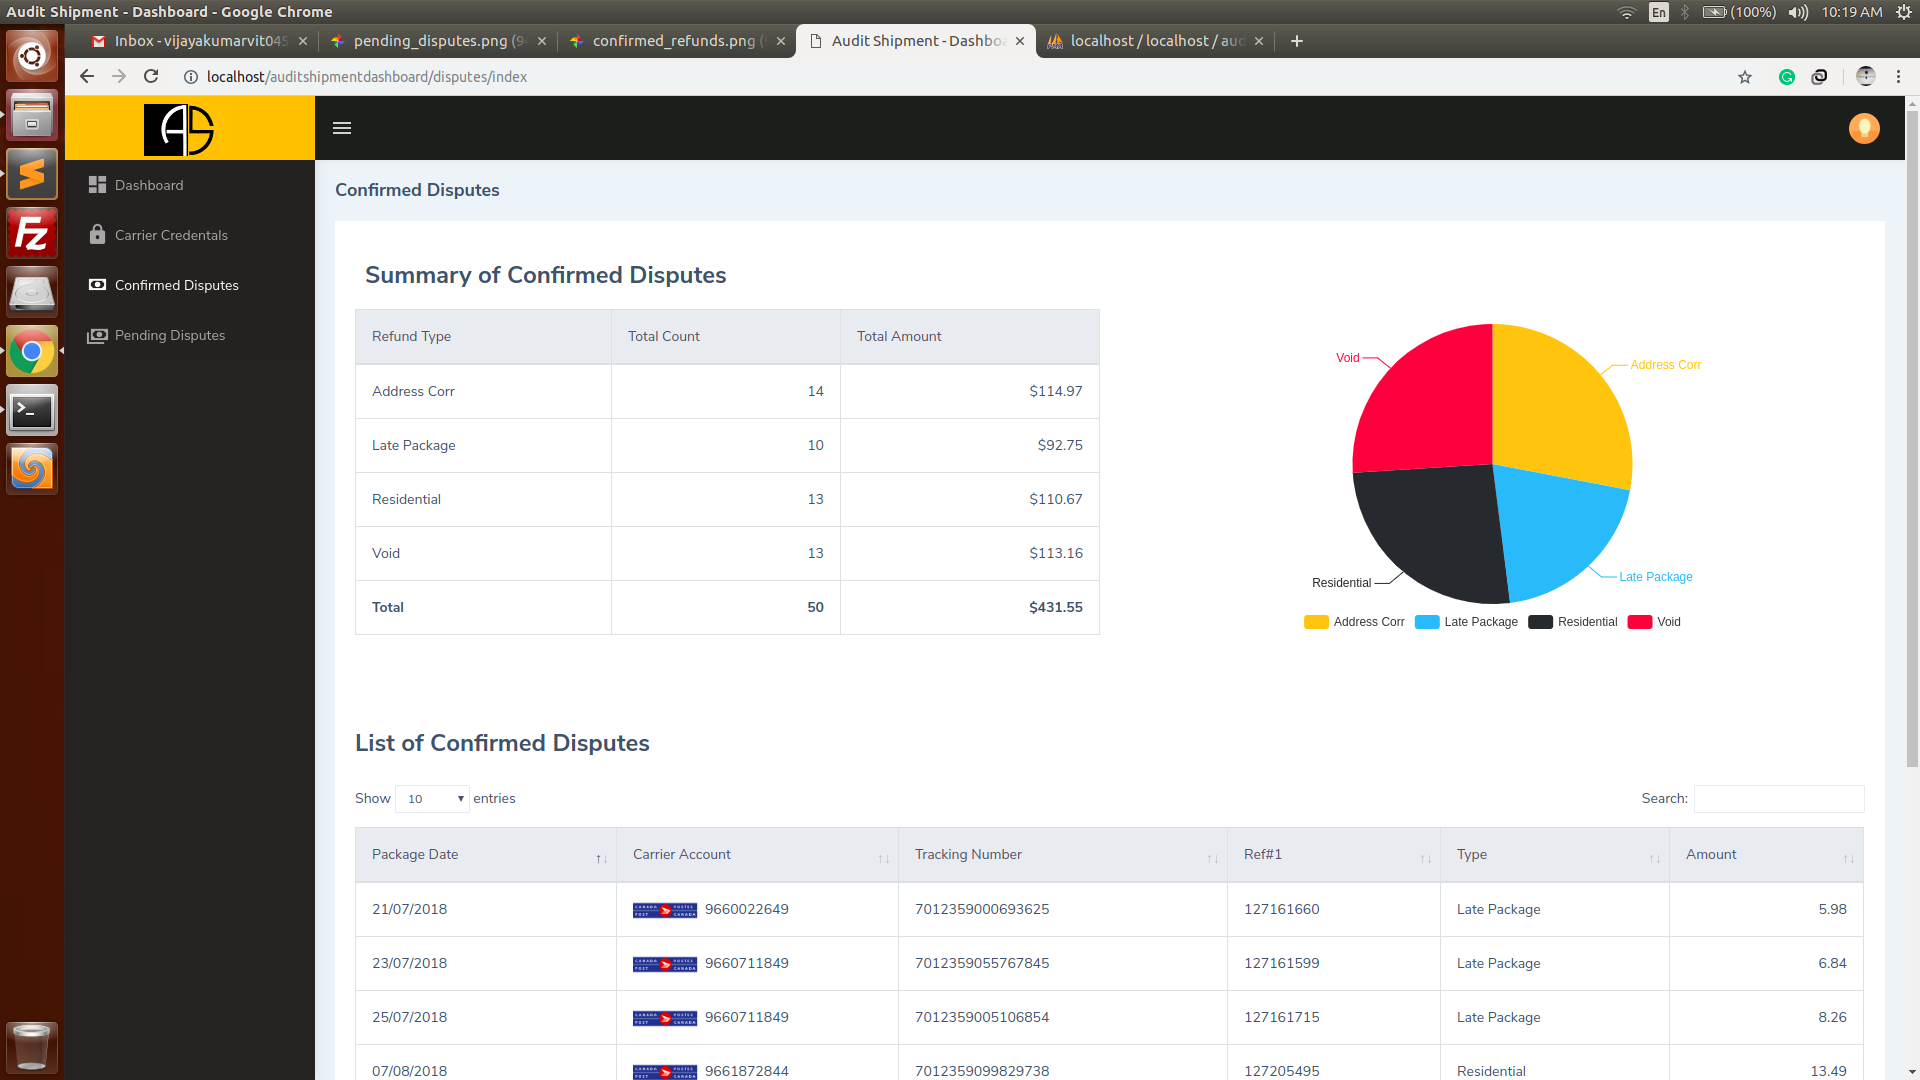 Audit Shipment - Dashboard - Google Chrome
En (100%) 10:19 AM
Inbox - vijayakumarvit045
pending_disputes.png (9
confirmed_refunds.png (
Audit Shipment - Dashbo
localhost / localhost / aud
localhost/auditshipmentdashboard/disputes/index
AS
Dashboard
Carrier Credentals
Confirmed Disputes
Pending Disputes
Confirmed Disputes
Summary of Confirmed Disputes
Refund Type Total Count Total Amount
Address Corr 14 $114.97
Late Package 10 $92.75
Residential 13 $110.67
Void 13 $113.16
Total 50 $431.55
Void
Address Corr
Residential
Late Package
Address Corr Late Package Residential Void
List of Confirmed Disputes
Show 10 entries
Search:
Package Date Carrier Account Tracking Number Ref#1 Type Amount
21/07/2018 9660022649 7012359000693625 127161660 Late Package 5.98
23/07/2018 9660711849 7012359055767845 127161599 Late Package 6.84
25/07/2018 9660711849 7012359005106854 127161715 Late Package 8.26
07/08/2018 9661872844 7012359099829738 127205495 Residential 13.49